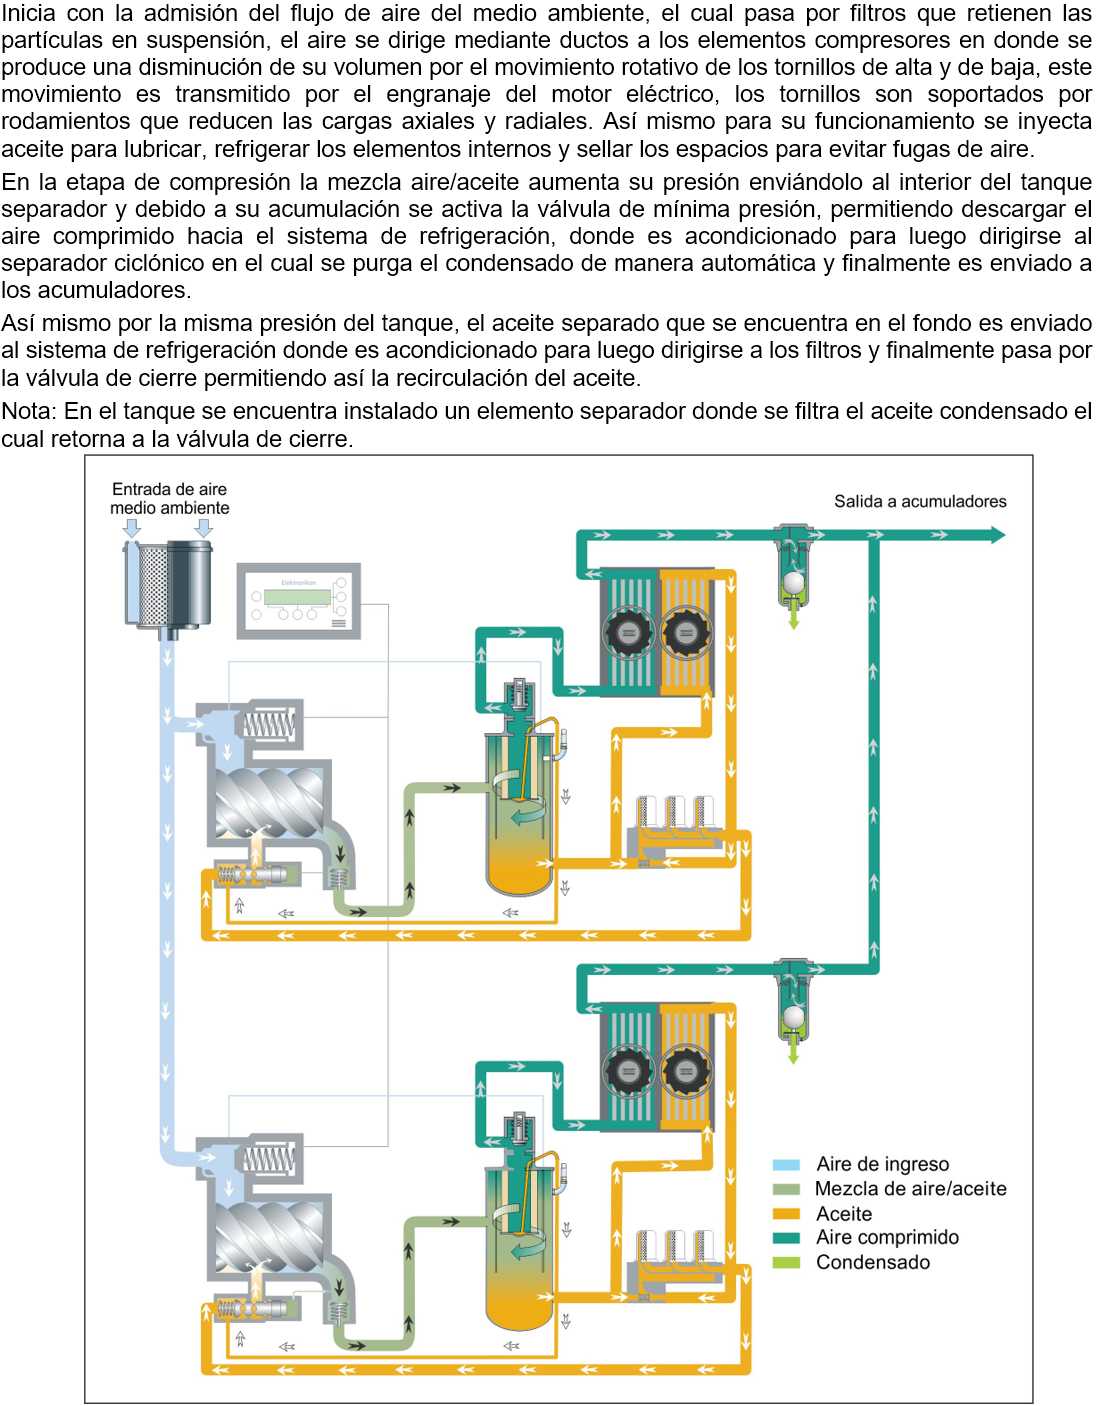 Inicia con la admisión del flujo de aire del medio ambiente, el cual pasa por filtros que retienen las
partículas en suspensión, el aire se dirige mediante ductos a los elementos compresores en donde se
produce una disminución de su volumen por el movimiento rotativo de los tornillos de alta y de baja, este
movimiento es transmitido por el engranaje del motor eléctrico, los tornillos son soportados por
rodamientos que reducen las cargas axiales y radiales. Así mismo para su funcionamiento se inyecta
aceite para lubricar, refrigerar los elementos internos y sellar los espacios para evitar fugas de aire.
En la etapa de compresión la mezcla aire/aceite aumenta su presión enviándolo al interior del tanque
separador y debido a su acumulación se activa la válvula de mínima presión, permitiendo descargar el
aire comprimido hacia el sistema de refrigeración, donde es acondicionado para luego dirigirse al
separador ciclónico en el cual se purga el condensado de manera automática y finalmente es enviado a
los acumuladores.
Así mismo por la misma presión del tanque, el aceite separado que se encuentra en el fondo es enviado
al sistema de refrigeración donde es acondicionado para luego dirigirse a los filtros y finalmente pasa por
la válvula de cierre permitiendo así la recirculación del aceite.
Nota: En el tanque se encuentra instalado un elemento separador donde se filtra el aceite condensado el
cual retorna a la válvula de cierre.
Entrada de aire
medio ambiente
Salida a acumuladores
Elektronikon
Aire de ingreso
Mezcla de aire/aceite
Aceite
Aire comprimido
Condensado